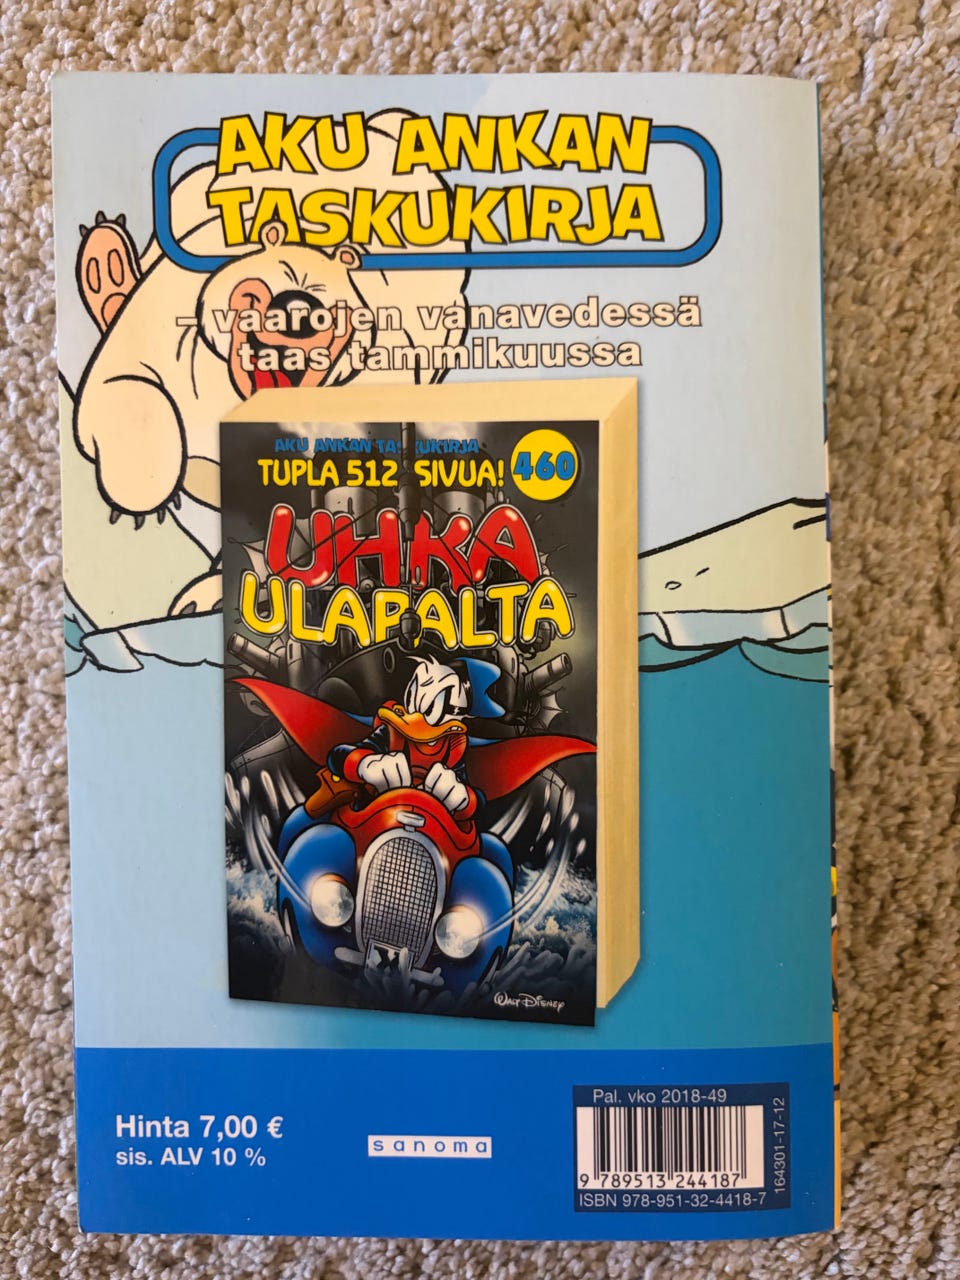 AKU ANKAN
TASKUKIRJA
– vaarojen vanavedessä
taas tammikuussa
AKU ANKAN TASKUKIRJA
TUPLA 512 SIVUA!
460
UHKA
ULAPALTA
X
WALT DISNEY
Hinta 7,00 €
sis. ALV 10 %
sanoma
Pal. vko 2018-49
9 789513 244187
ISBN 978-951-32-4418-7
164301-17-12